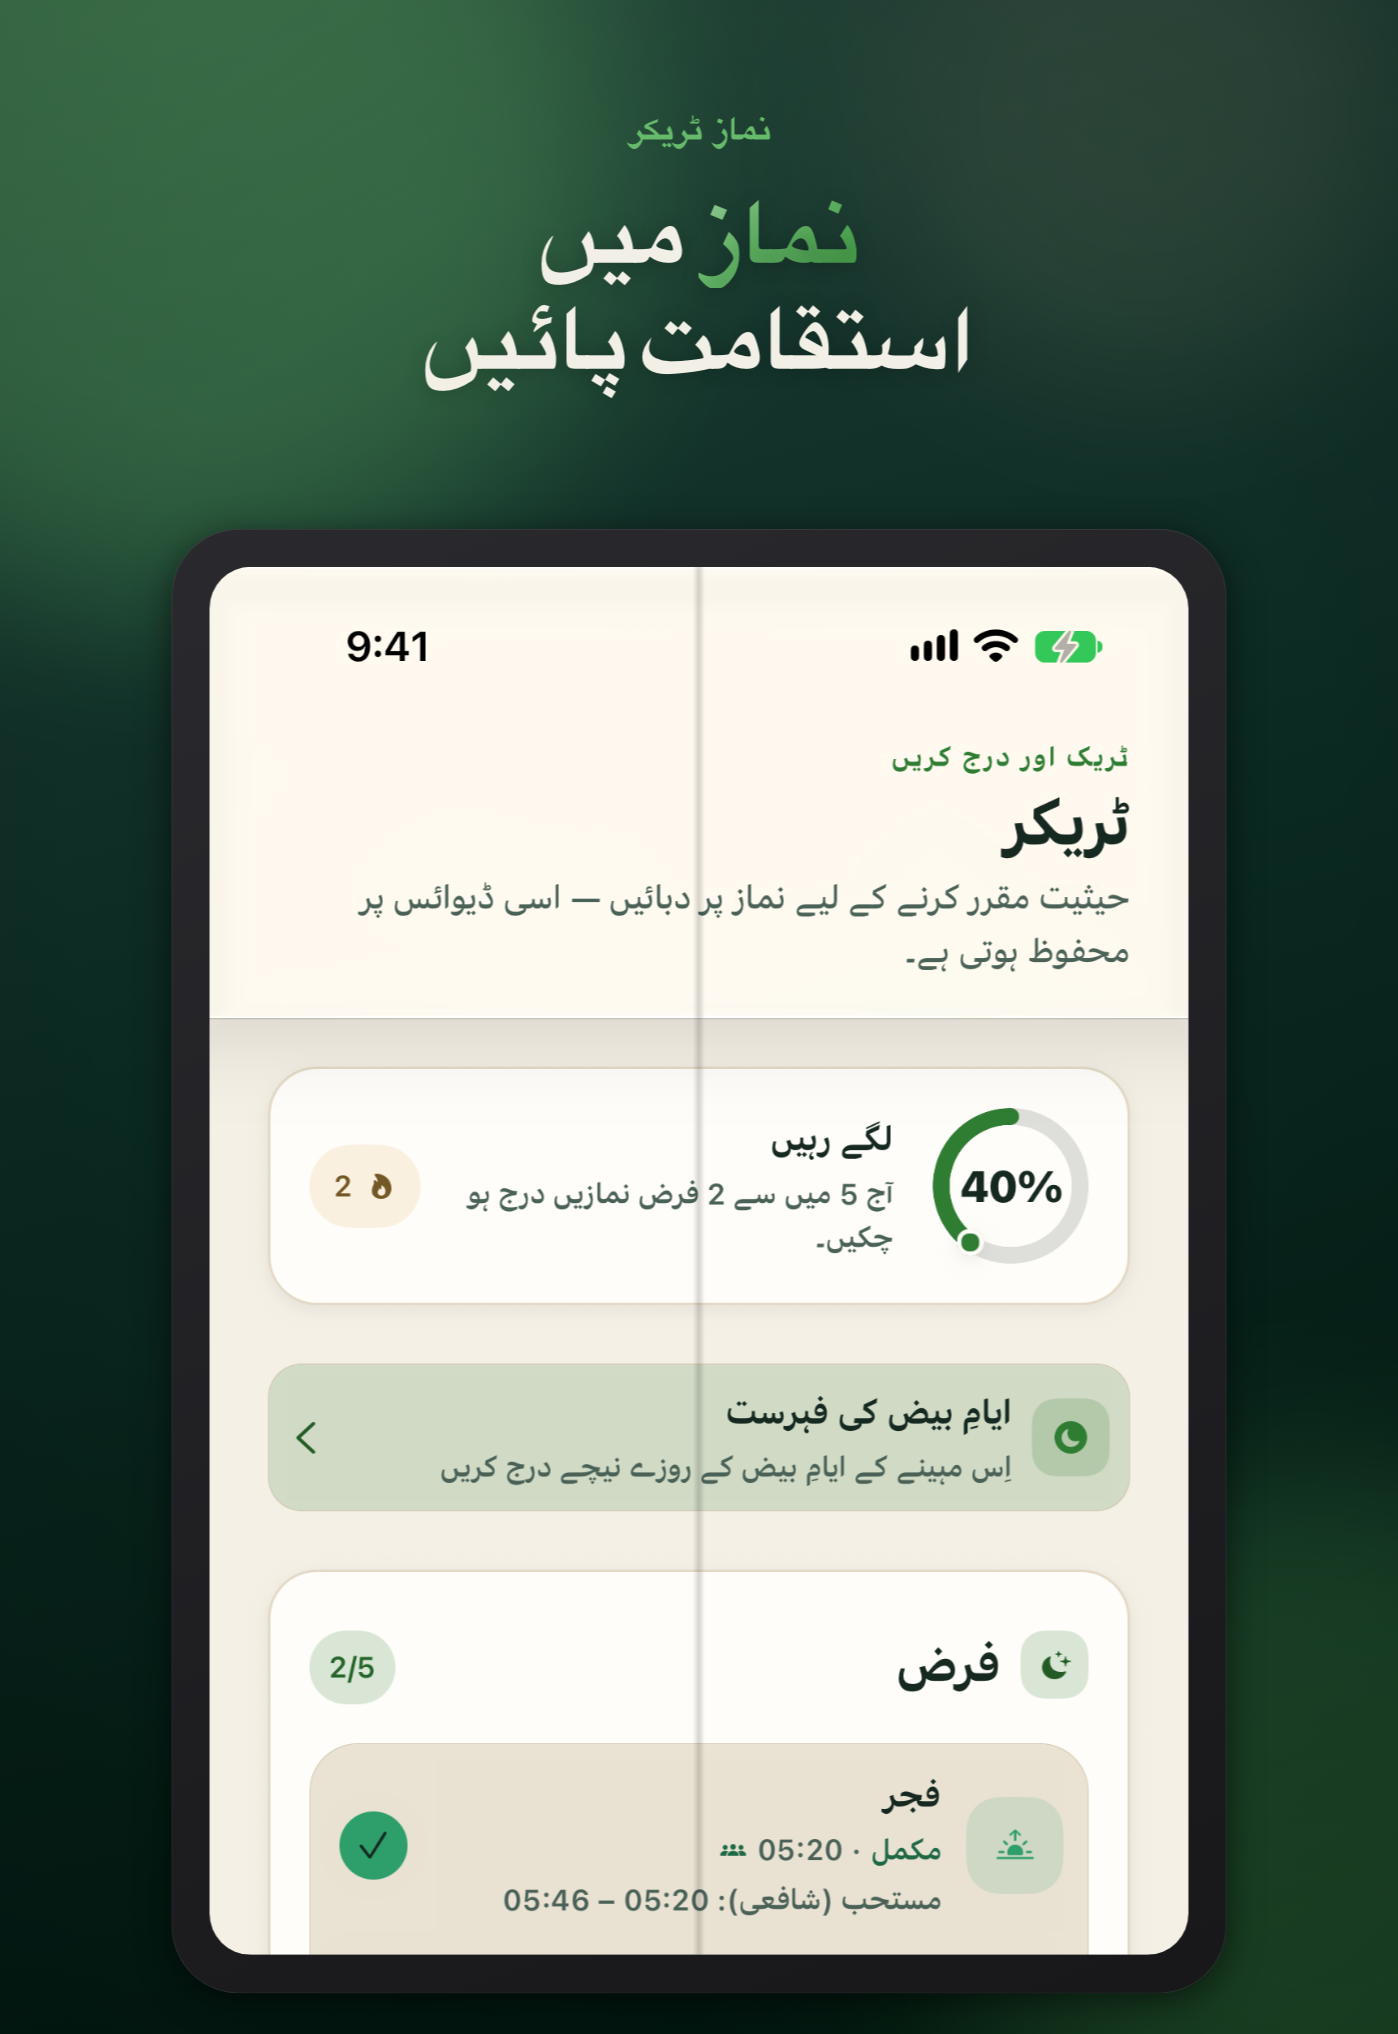 نماز ٹریکر
نماز میں
استقامت پائیں
9:41
ٹریک اور درج کریں
ٹریکر
حیثیت مقرر کرنے کے لیے نماز پر دبائیں — اسی ڈیوائس پر
محفوظ ہوتی ہے۔
40%
لگے رہیں
آج 5 میں سے 2 فرض نمازیں درج ہو
چکیں۔
2
ایامِ بیض کی فہرست
اِس مہینے کے ایامِ بیض کے روزے نیچے درج کریں
فرض
2/5
فجر
مکمل · 05:20
مستحب (شافعی): 05:20 – 05:46